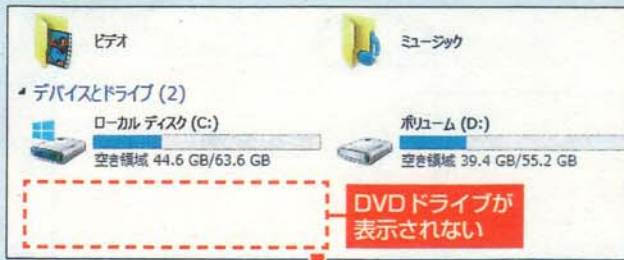 ビデオ
ミュージック
デバイスとドライブ (2)
ローカル ディスク (C:)
空き領域 44.6 GB/63.6 GB
ボリューム (D:)
空き領域 39.4 GB/55.2 GB
DVDドライブが
表示されない